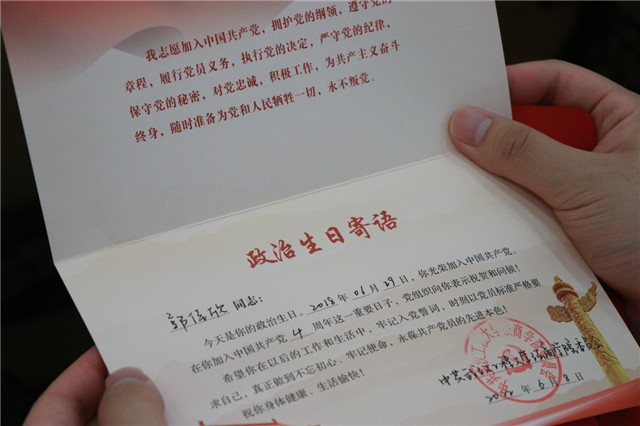 我志愿加入中国共产党，拥护党的纲领，遵守党的
章程，履行党员义务，执行党的决定，严守党的纪律，
保守党的秘密，对党忠诚，积极工作，为共产主义奋斗
终身，随时准备为党和人民牺牲一切，永不叛党。
政治生日寄语
同志：
今天是你的政治生日。2018年06月29日，你光荣加入中国共产党。
在你加入中国共产党4周年这一重要日子，党组织向你表示祝贺和问候！
希望你在以后的工作和生活中，牢记入党誓词，时刻以党员标准严格要
求自己，真正做到不忘初心、牢记使命，永葆共产党员的先进本色！
祝你身体健康、生活愉快！
2022年6月8日